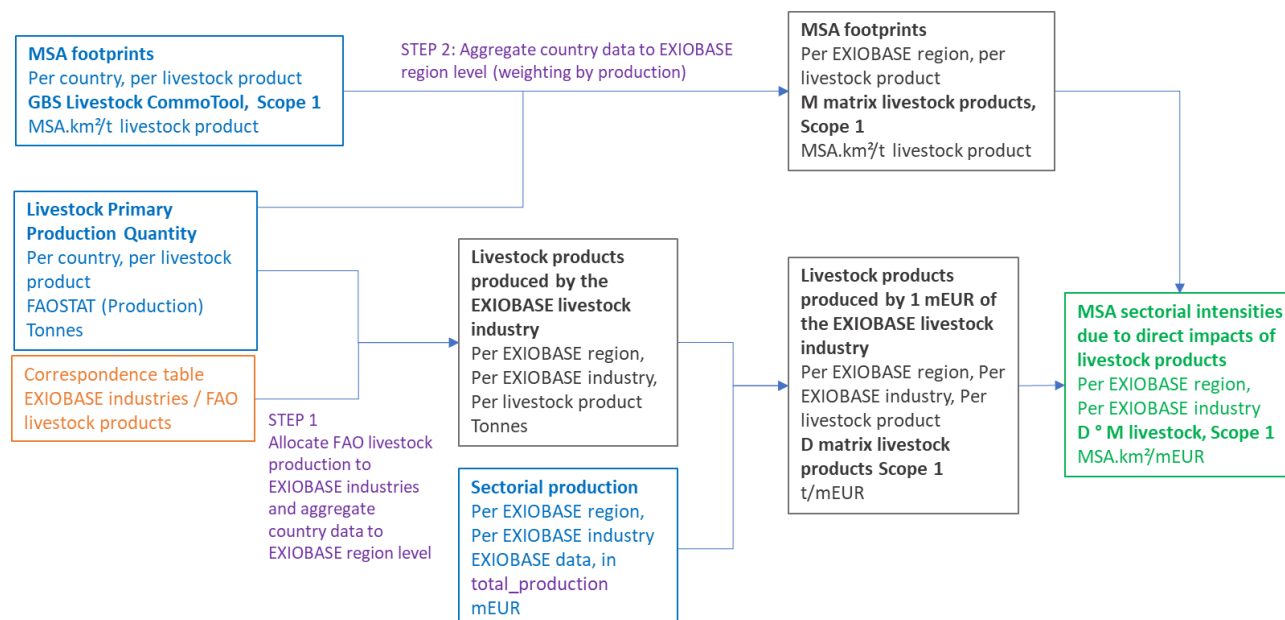 MSA footprints
Per country, per livestock product
GBS Livestock CommoTool, Scope 1
MSA.km²/t livestock product
STEP 2: Aggregate country data to EXIOBASE
region level (weighting by production)
MSA footprints
Per EXIOBASE region, per
livestock product
M matrix livestock products,
Scope 1
MSA.km²/t livestock product
Livestock Primary
Production Quantity
Per country, per livestock
product
FAOSTAT (Production)
Tonnes
Correspondence table
EXIOBASE industries / FAO
livestock products
STEP 1
Allocate FAO livestock
production to
EXIOBASE industries
and aggregate
country data to
EXIOBASE region level
Livestock products
produced by the
EXIOBASE livestock
industry
Per EXIOBASE region,
Per EXIOBASE industry,
Per livestock product
Tonnes
Sectorial production
Per EXIOBASE region,
Per EXIOBASE industry
EXIOBASE data, in
total_production
mEUR
Livestock products
produced by 1 mEUR of
the EXIOBASE livestock
industry
Per EXIOBASE region, Per
EXIOBASE industry, Per
livestock product
D matrix livestock
products Scope 1
t/mEUR
MSA sectorial intensities
due to direct impacts of
livestock products
Per EXIOBASE region,
Per EXIOBASE industry
D ° M livestock, Scope 1
MSA.km²/mEUR